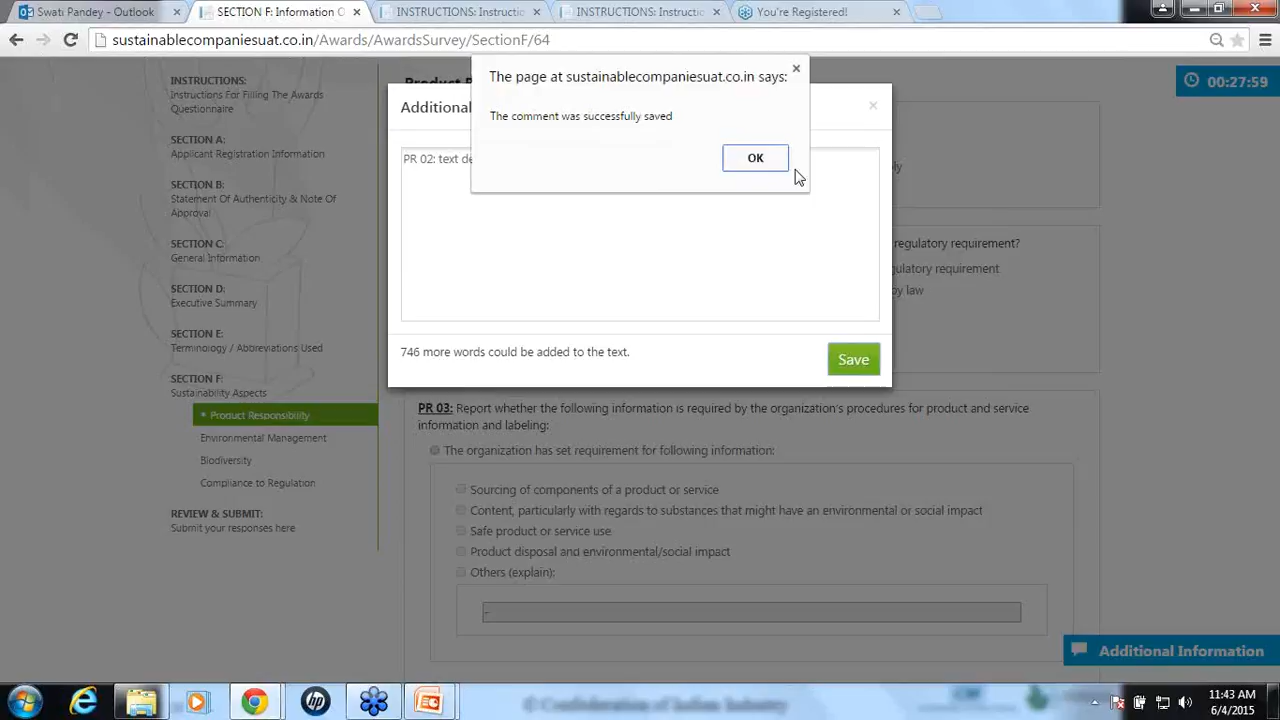 Swati Pandey - Outlook
SECTION F: Information O
INSTRUCTIONS: Instructio
INSTRUCTIONS: Instructio
You're Registered!
sustainablecompaniesuat.co.in/Awards/AwardsSurvey/SectionF/64
The page at sustainablecompaniesuat.co.in says:
The comment was successfully saved
OK
00:27:59
Additional
PR 02: text de
746 more words could be added to the text.
Save
INSTRUCTIONS:
Instructions For Filling The Awards
Questionnaire
SECTION A:
Applicant Registration Information
SECTION B:
Statement Of Authenticity & Note Of
Approval
SECTION C:
General Information
SECTION D:
Executive Summary
SECTION E:
Terminology / Abbreviations Used
SECTION F:
Sustainability Aspects
* Product Responsibility
Environmental Management
Biodiversity
Compliance to Regulation
REVIEW & SUBMIT:
Submit your responses here
regulatory requirement?
gulatory requirement
by law
PR 03: Report whether the following information is required by the organization's procedures for product and service
information and labeling:
The organization has set requirement for following information:
Sourcing of components of a product or service
Content, particularly with regards to substances that might have an environmental or social impact
Safe product or service use
Product disposal and environmental/social impact
Others (explain):
Additional Information
© Confederation of Indian Industry
11:43 AM
6/4/2015